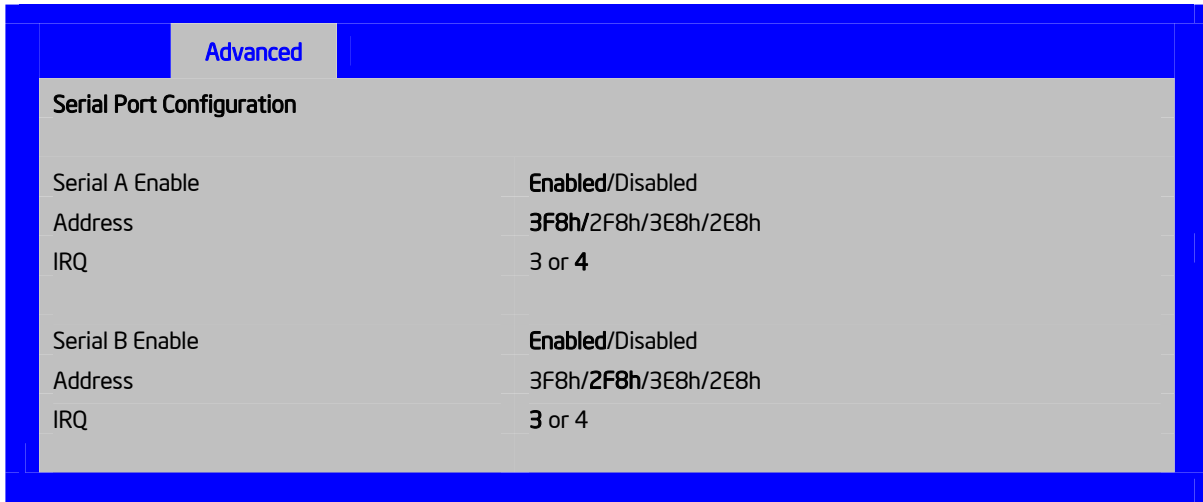 Advanced
Serial Port Configuration
Serial A Enable Enabled/Disabled
Address 3F8h/2F8h/3E8h/2E8h
IRQ 3 or 4
Serial B Enable Enabled/Disabled
Address 3F8h/2F8h/3E8h/2E8h
IRQ 3 or 4